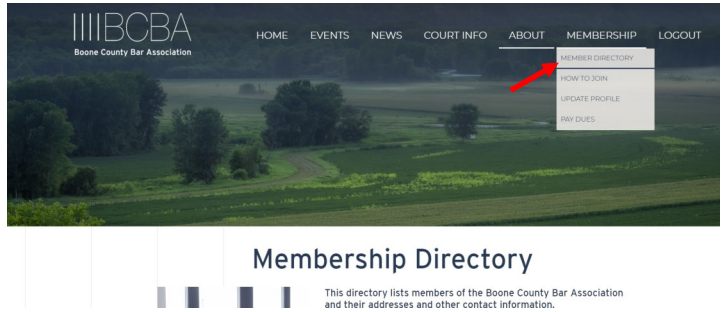 BCBA
Boone County Bar Association
HOME EVENTS NEWS COURT INFO ABOUT MEMBERSHIP LOGOUT
MEMBER DIRECTORY
HOW TO JOIN
UPDATE PROFILE
PAY DUES
Membership Directory
This directory lists members of the Boone County Bar Association
and their addresses and other contact information.